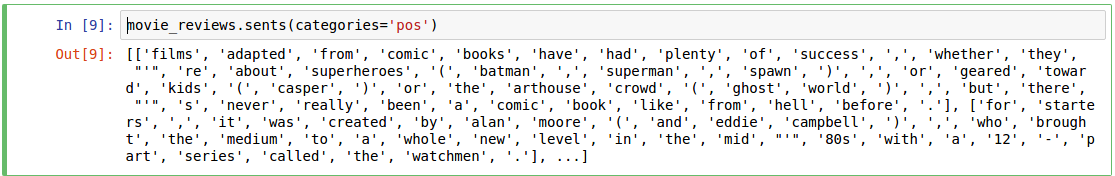 In [9]: movie_reviews.sents(categories='pos')
Out[9]: [['films', 'adapted', 'from', 'comic', 'books', 'have', 'had', 'plenty', 'of', 'success', ',', 'whether', 'they',
"'", 're', 'about', 'superheroes', '(', 'batman', ',', 'superman', ',', 'spawn', ')', ',', 'or', 'geared', 'towar
d', 'kids', '(', 'casper', ')', 'or', 'the', 'arthouse', 'crowd', '(', 'ghost', 'world', ')', ',', 'but', 'there',
"'", 's', 'never', 'really', 'been', 'a', 'comic', 'book', 'like', 'from', 'hell', 'before', '.'], ['for', 'starte
rs', ',', 'it', 'was', 'created', 'by', 'alan', 'moore', '(', 'and', 'eddie', 'campbell', ')', ',', 'who', 'brough
t', 'the', 'medium', 'to', 'a', 'whole', 'new', 'level', 'in', 'the', 'mid', "'", '80s', 'with', 'a', '12', '-', 'p
art', 'series', 'called', 'the', 'watchmen', '.'], ...]